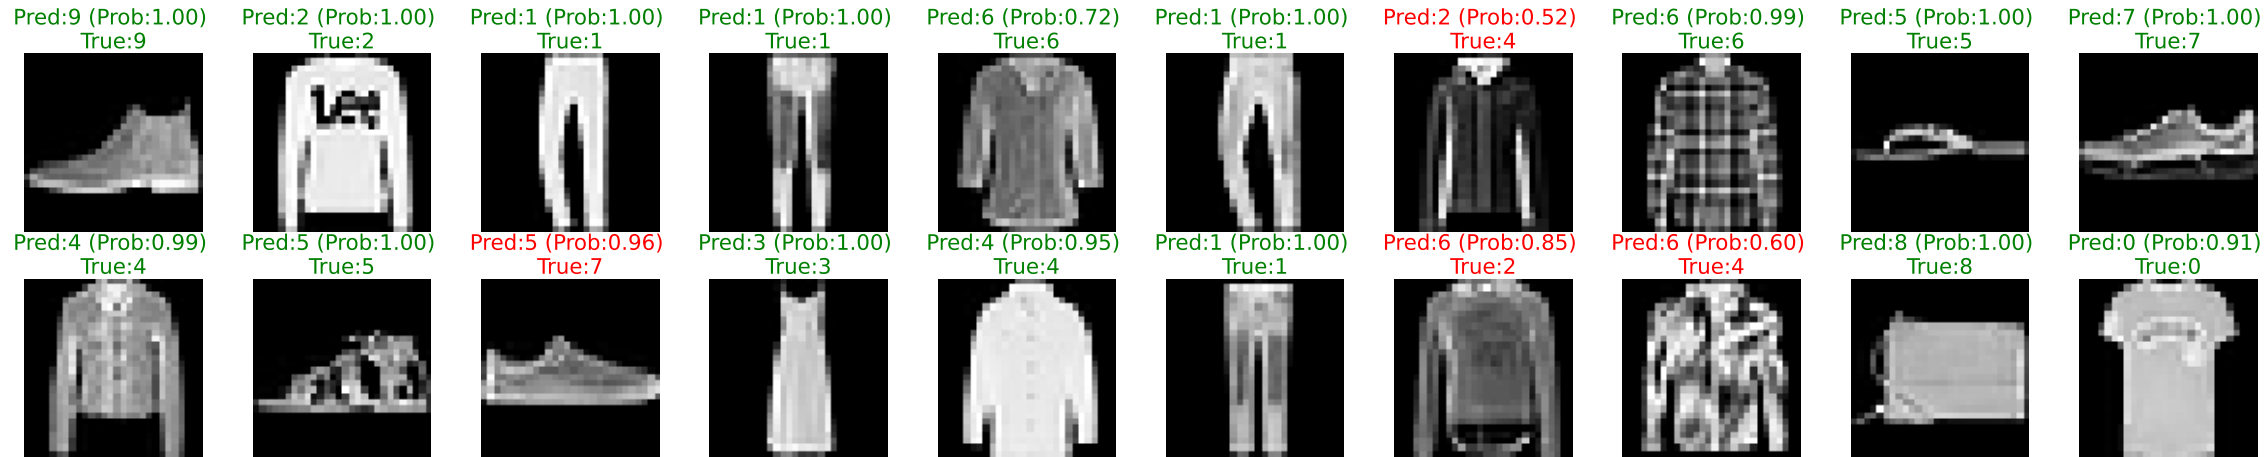 Pred:9 (Prob:1.00) Pred:2 (Prob:1.00) Pred:1 (Prob:1.00) Pred:1 (Prob:1.00) Pred:6 (Prob:0.72) Pred:1 (Prob:1.00) Pred:2 (Prob:0.52) Pred:6 (Prob:0.99) Pred:5 (Prob:1.00) Pred:7 (Prob:1.00)
True:9 True:2 True:1 True:1 True:6 True:1 True:4 True:6 True:5 True:7
Lee
Pred:4 (Prob:0.99) Pred:5 (Prob:1.00) Pred:5 (Prob:0.96) Pred:3 (Prob:1.00) Pred:4 (Prob:0.95) Pred:1 (Prob:1.00) Pred:6 (Prob:0.85) Pred:6 (Prob:0.60) Pred:8 (Prob:1.00) Pred:0 (Prob:0.91)
True:4 True:5 True:7 True:3 True:4 True:1 True:2 True:4 True:8 True:0